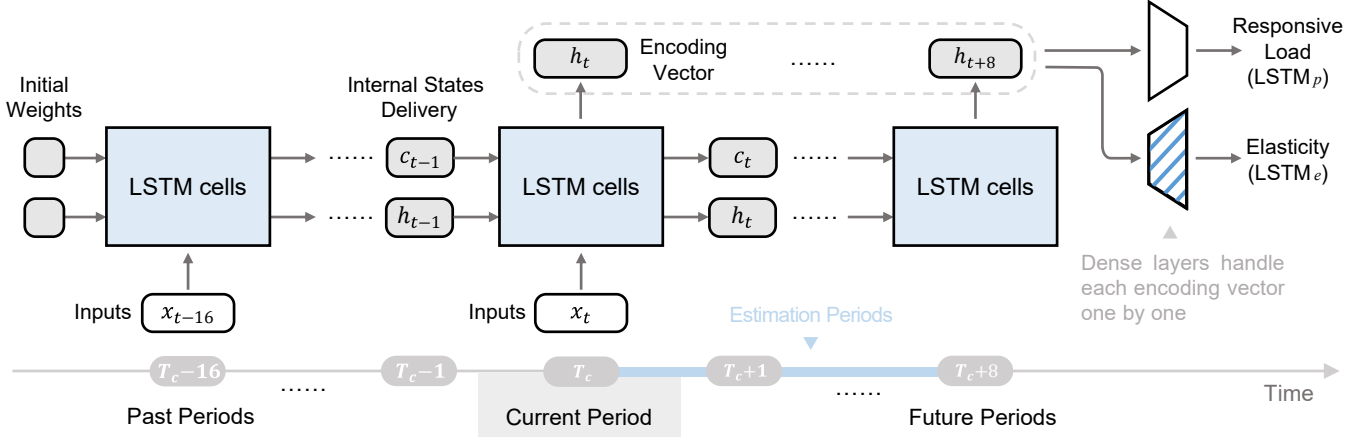 Initial
Weights
LSTM cells
Inputs
x_{t−16}
......
Internal States
Delivery
c_{t−1}
h_{t−1}
LSTM cells
Inputs
x_t
h_t
Encoding
Vector
......
h_{t+8}
c_t
h_t
......
......
LSTM cells
Responsive
Load
(LSTM_p)
Elasticity
(LSTM_e)
Dense layers handle
each encoding vector
one by one
Estimation Periods
T_c−16
......
T_c−1
T_c
T_c+1
......
T_c+8
Time
Past Periods
Current Period
Future Periods